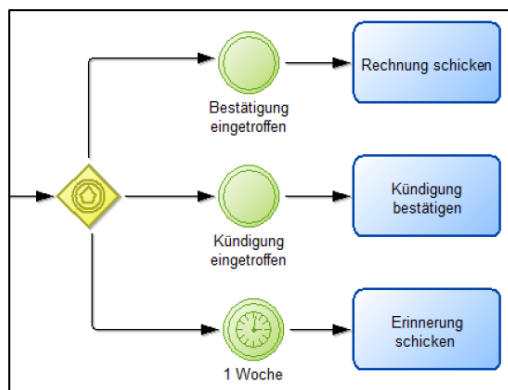 Rechnung schicken
Bestätigung
eingetroffen
Kündigung
bestätigen
Kündigung
eingetroffen
Erinnerung
schicken
1 Woche